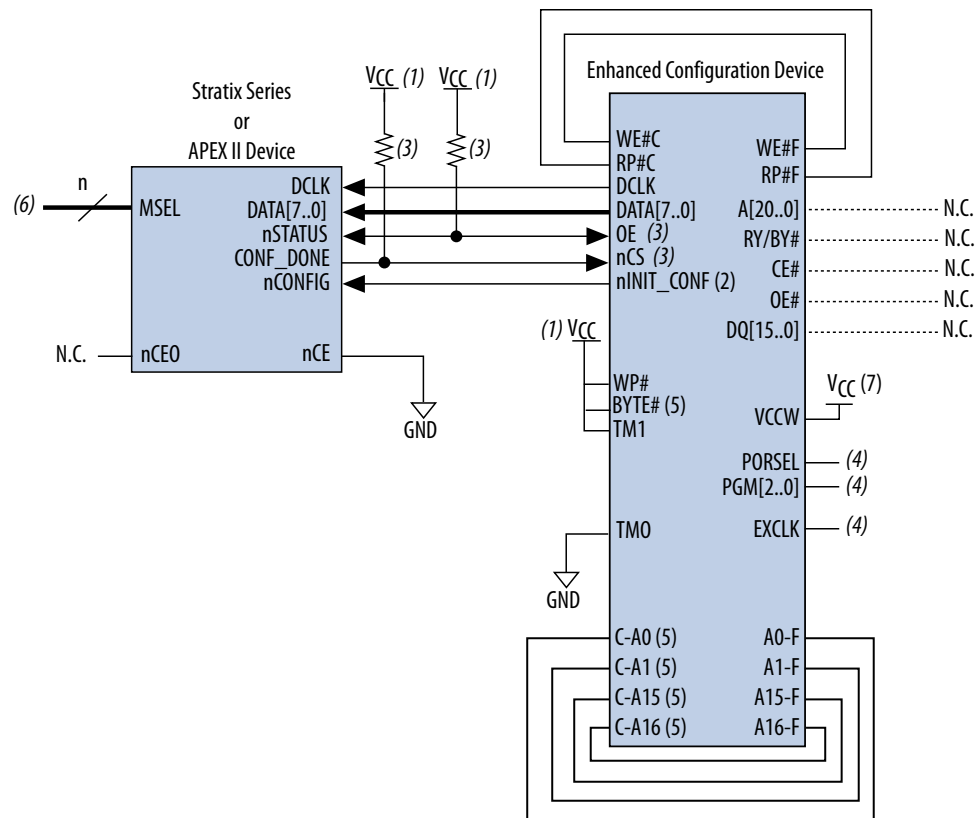 Stratix Series
or
APEX II Device
VCC (1)
VCC (1)
(3)
(3)
Enhanced Configuration Device
n
(6)
MSEL
DCLK
DATA[7..0]
nSTATUS
CONF_DONE
nCONFIG
N.C.
nCEO
nCE
GND
WE#C
RP#C
DCLK
DATA[7..0]
OE (3)
nCS (3)
nINIT_CONF (2)
(1) VCC
WP#
BYTE# (5)
TM1
TM0
GND
C-A0 (5)
C-A1 (5)
C-A15 (5)
C-A16 (5)
WE#F
RP#F
A[20..0]
N.C.
RY/BY#
N.C.
CE#
N.C.
OE#
N.C.
DQ[15..0]
N.C.
VCC (7)
VCCW
PORSEL
(4)
PGM[2..0]
(4)
EXCLK
(4)
A0-F
A1-F
A15-F
A16-F